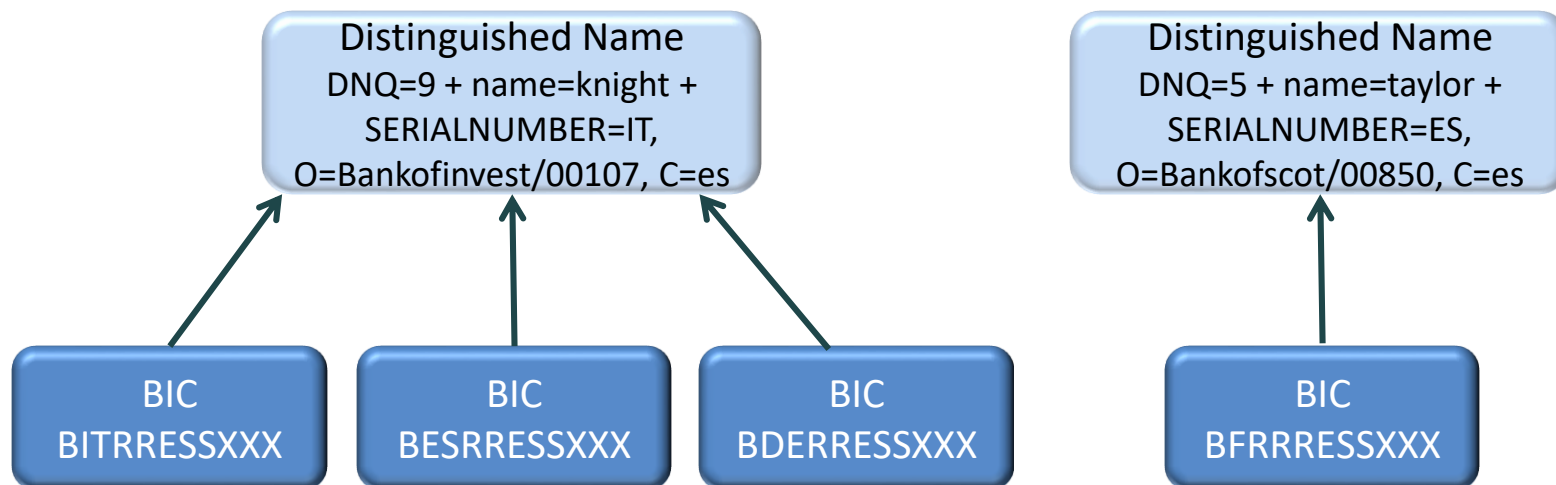 Distinguished Name
DNQ=9 + name=knight +
SERIALNUMBER=IT,
O=Bankofinvest/00107, C=es
Distinguished Name
DNQ=5 + name=taylor +
SERIALNUMBER=ES,
O=Bankofscot/00850, C=es
BIC
BITRRESSXXX
BIC
BESRRESSXXX
BIC
BDERRESSXXX
BIC
BFRRRESSXXX